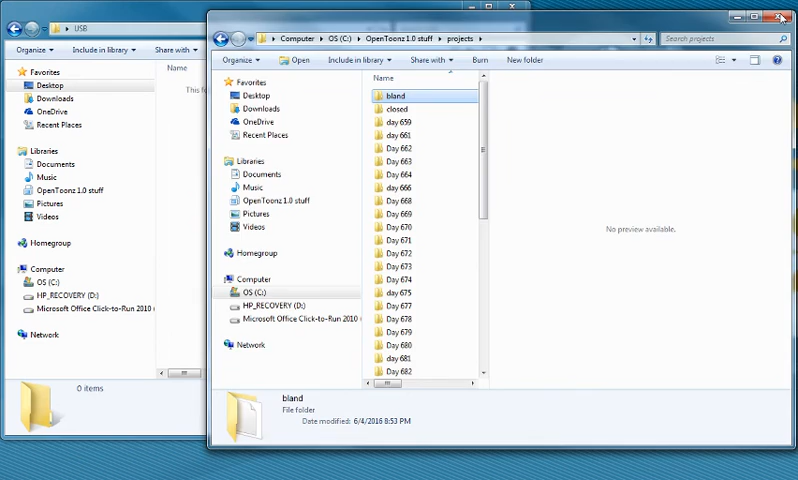 USB
Organize
Include in library
Share with
Favorites
Desktop
Downloads
OneDrive
Recent Places
Libraries
Documents
Music
OpenToonz 1.0 stuff
Pictures
Videos
Homegroup
Computer
OS (C:)
HP_RECOVERY (D:)
Microsoft Office Click-to-Run 2010
Network
Name
This fo
0 items
Computer OS (C:) OpenToonz 1.0 stuff projects
Search projects
Organize
Open
Include in library
Share with
Burn
New folder
Favorites
Desktop
Downloads
OneDrive
Recent Places
Libraries
Documents
Music
OpenToonz 1.0 stuff
Pictures
Videos
Homegroup
Computer
OS (C:)
HP_RECOVERY (D:)
Microsoft Office Click-to-Run 2010
Network
Name
bland
closed
day 659
day 661
Day 662
Day 663
Day 664
day 666
Day 668
Day 669
Day 670
Day 671
Day 672
Day 673
Day 674
day 675
Day 677
Day 678
Day 679
Day 680
day 681
Day 682
No preview available.
bland
File folder
Date modified: 6/4/2016 8:53 PM